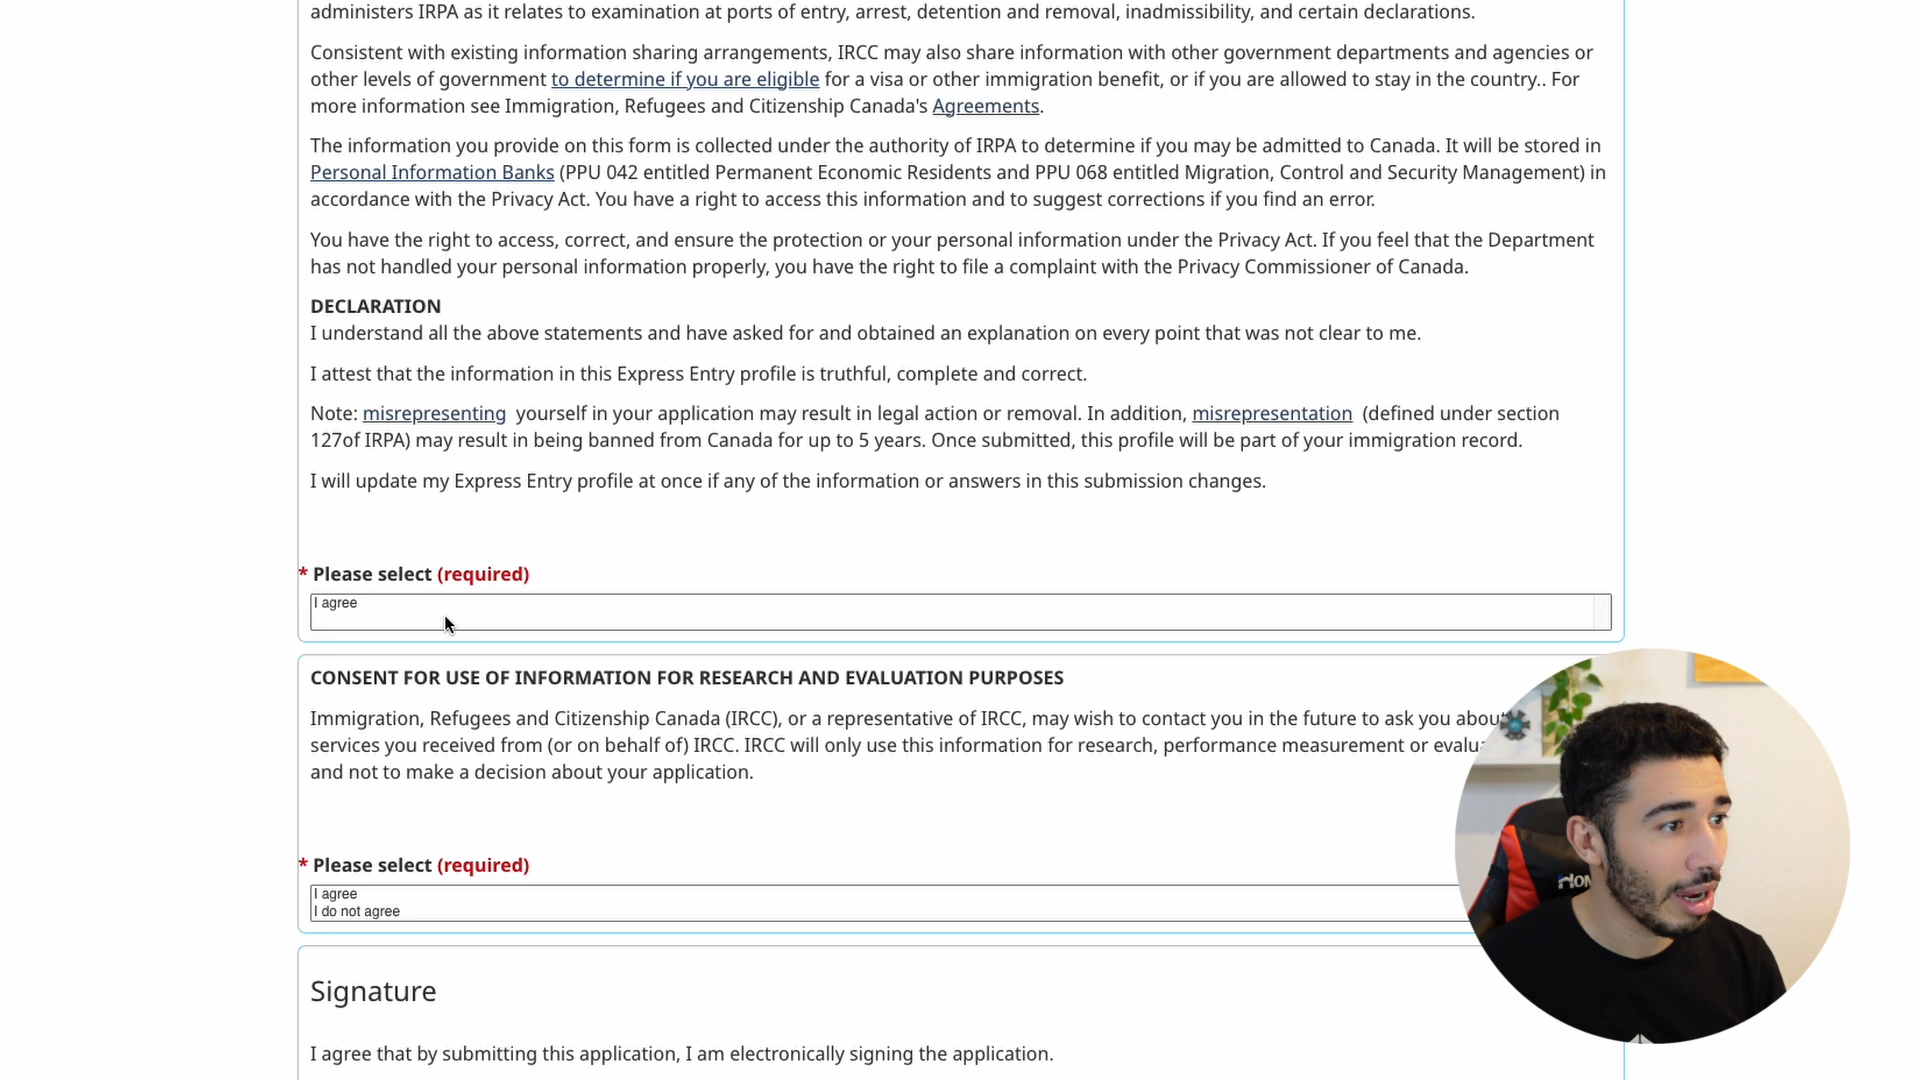 administers IRPA as it relates to examination at ports of entry, arrest, detention and removal, inadmissibility, and certain declarations.
Consistent with existing information sharing arrangements, IRCC may also share information with other government departments and agencies or
other levels of government to determine if you are eligible for a visa or other immigration benefit, or if you are allowed to stay in the country.. For
more information see Immigration, Refugees and Citizenship Canada's Agreements.
The information you provide on this form is collected under the authority of IRPA to determine if you may be admitted to Canada. It will be stored in
Personal Information Banks (PPU 042 entitled Permanent Economic Residents and PPU 068 entitled Migration, Control and Security Management) in
accordance with the Privacy Act. You have a right to access this information and to suggest corrections if you find an error.
You have the right to access, correct, and ensure the protection or your personal information under the Privacy Act. If you feel that the Department
has not handled your personal information properly, you have the right to file a complaint with the Privacy Commissioner of Canada.
DECLARATION
I understand all the above statements and have asked for and obtained an explanation on every point that was not clear to me.
I attest that the information in this Express Entry profile is truthful, complete and correct.
Note: misrepresenting yourself in your application may result in legal action or removal. In addition, misrepresentation (defined under section
127of IRPA) may result in being banned from Canada for up to 5 years. Once submitted, this profile will be part of your immigration record.
I will update my Express Entry profile at once if any of the information or answers in this submission changes.
* Please select (required)
I agree
CONSENT FOR USE OF INFORMATION FOR RESEARCH AND EVALUATION PURPOSES
Immigration, Refugees and Citizenship Canada (IRCC), or a representative of IRCC, may wish to contact you in the future to ask you about
services you received from (or on behalf of) IRCC. IRCC will only use this information for research, performance measurement or
and not to make a decision about your application.
* Please select (required)
I agree
I do not agree
Signature
I agree that by submitting this application, I am electronically signing the application.